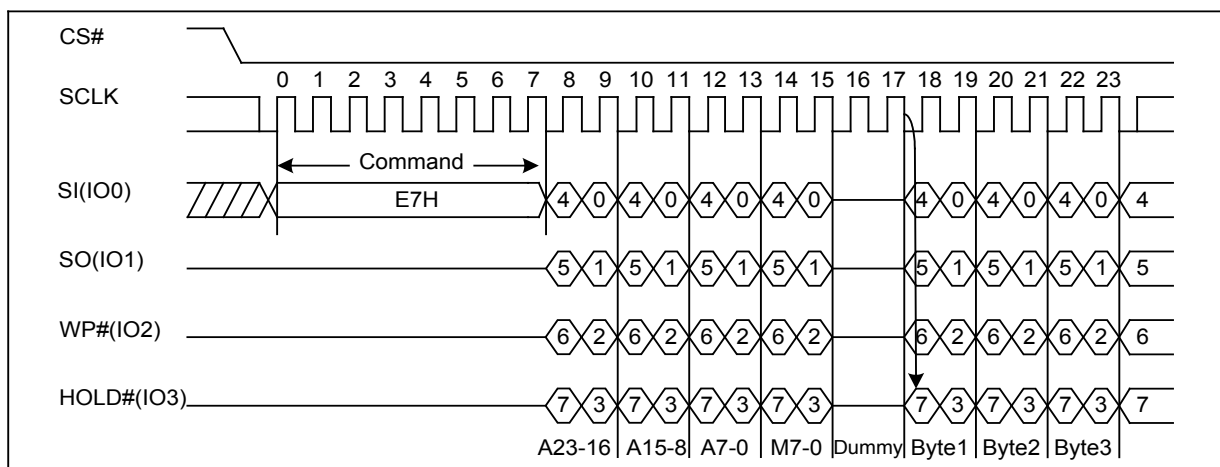 CS#
0 1 2 3 4 5 6 7 8 9 10 11 12 13 14 15 16 17 18 19 20 21 22 23
SCLK
Command
SI(IO0) E7H 4 0 4 0 4 0 4 0 4 0 4 0 4 0 4
SO(IO1) 5 1 5 1 5 1 5 1 5 1 5 1 5 1 5
WP#(IO2) 6 2 6 2 6 2 6 2 6 2 6 2 6 2 6
HOLD#(IO3) 7 3 7 3 7 3 7 3 7 3 7 3 7 3 7
A23-16 A15-8 A7-0 M7-0 Dummy Byte1 Byte2 Byte3